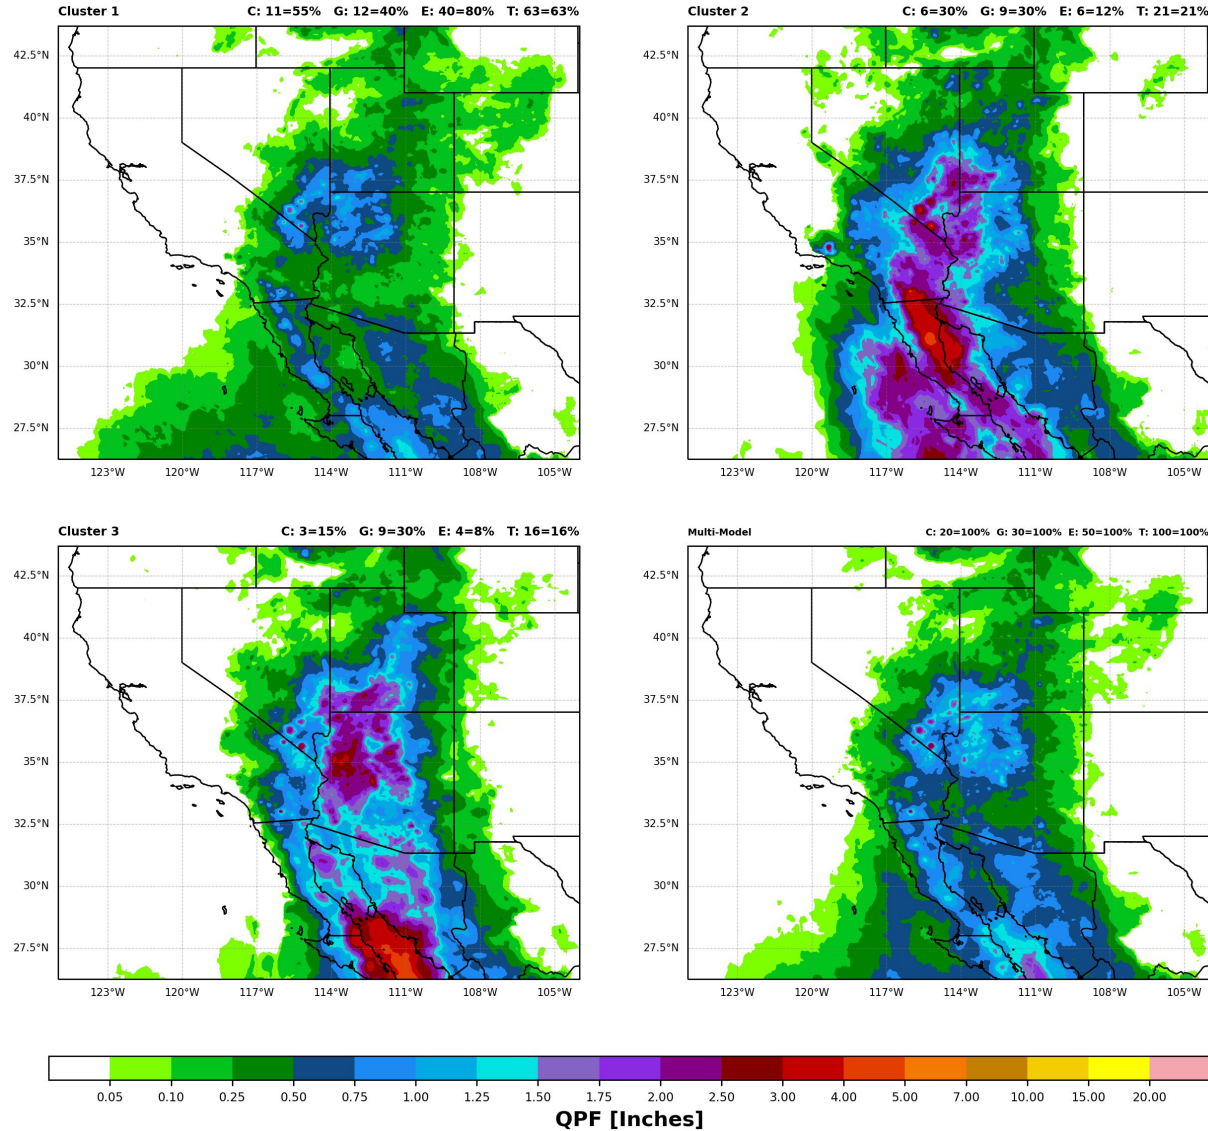 Cluster 1 C: 11=55% G: 12=40% E: 40=80% T: 63=63%
Cluster 2 C: 6=30% G: 9=30% E: 6=12% T: 21=21%
42.5°N
40°N
37.5°N
35°N
32.5°N
30°N
27.5°N
123°W 120°W 117°W 114°W 111°W 108°W 105°W
42.5°N
40°N
37.5°N
35°N
32.5°N
30°N
27.5°N
123°W 120°W 117°W 114°W 111°W 108°W 105°W
Cluster 3 C: 3=15% G: 9=30% E: 4=8% T: 16=16%
Multi-Model C: 20=100% G: 30=100% E: 50=100% T: 100=100%
42.5°N
40°N
37.5°N
35°N
32.5°N
30°N
27.5°N
123°W 120°W 117°W 114°W 111°W 108°W 105°W
42.5°N
40°N
37.5°N
35°N
32.5°N
30°N
27.5°N
123°W 120°W 117°W 114°W 111°W 108°W 105°W
0.05 0.10 0.25 0.50 0.75 1.00 1.25 1.50 1.75 2.00 2.50 3.00 4.00 5.00 7.00 10.00 15.00 20.00
QPF [Inches]